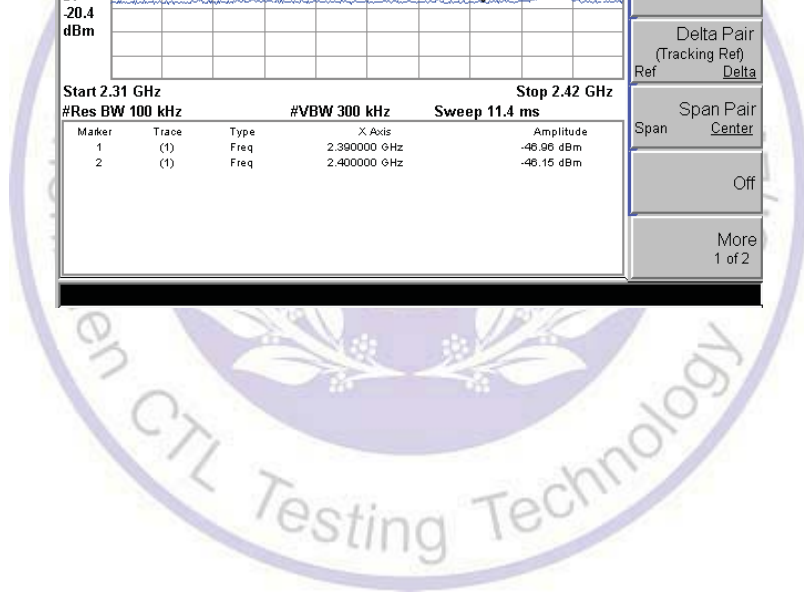 -20.4
dBm
Delta Pair
(Tracking Ref)
Ref Delta
Start 2.31 GHz Stop 2.42 GHz
#Res BW 100 kHz #VBW 300 kHz Sweep 11.4 ms
Span Pair
Span Center
Marker Trace Type X Axis Amplitude
1 (1) Freq 2.390000 GHz -46.96 dBm
2 (1) Freq 2.400000 GHz -46.15 dBm
Off
More
1 of 2
CTL Testing Technology